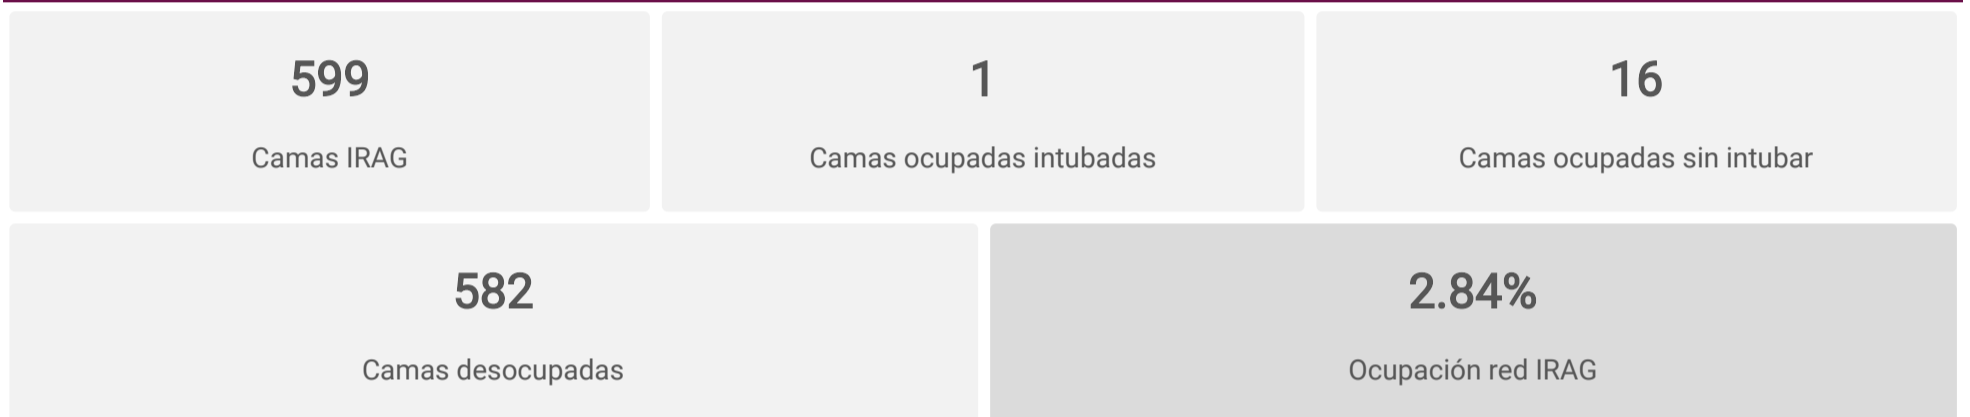 599
Camas IRAG
1
Camas ocupadas intubadas
16
Camas ocupadas sin intubar
582
Camas desocupadas
2.84%
Ocupación red IRAG